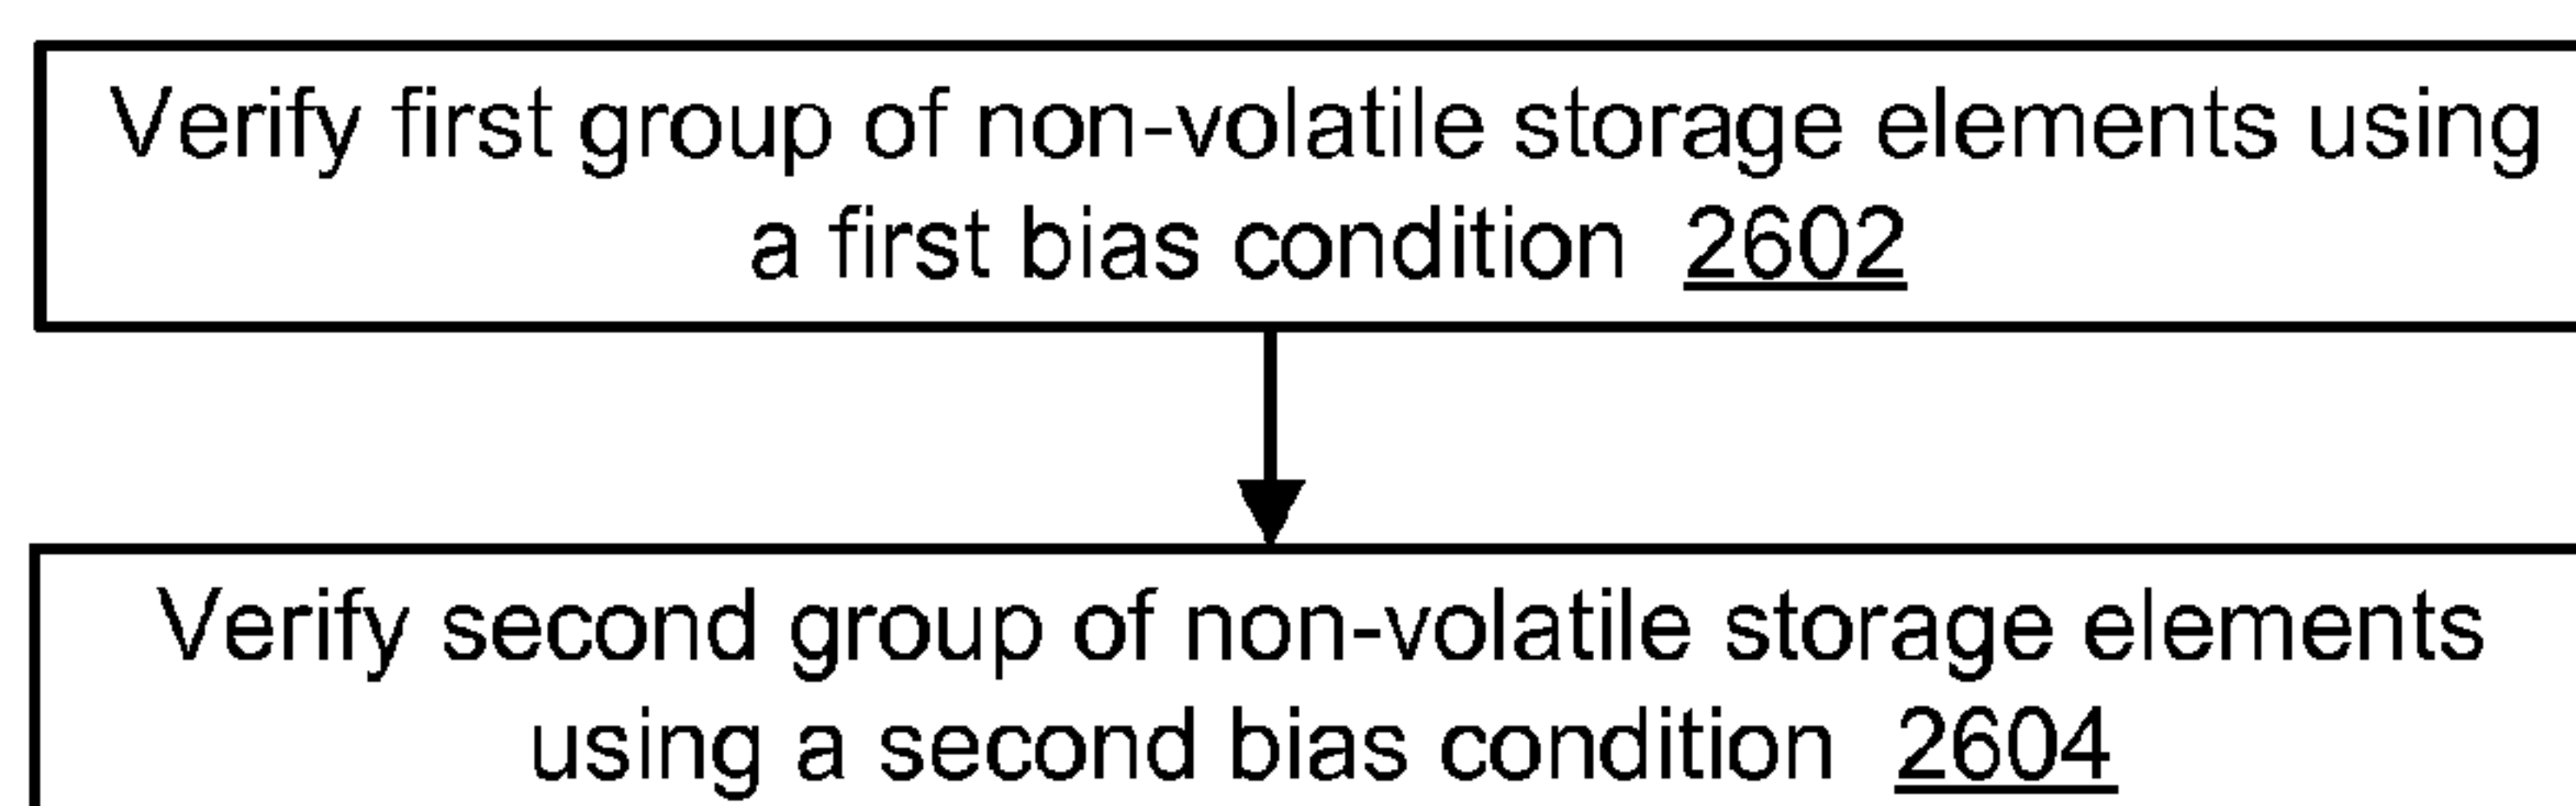 Verify first group of non-volatile storage elements using
a first bias condition 2602
Verify second group of non-volatile storage elements
using a second bias condition 2604